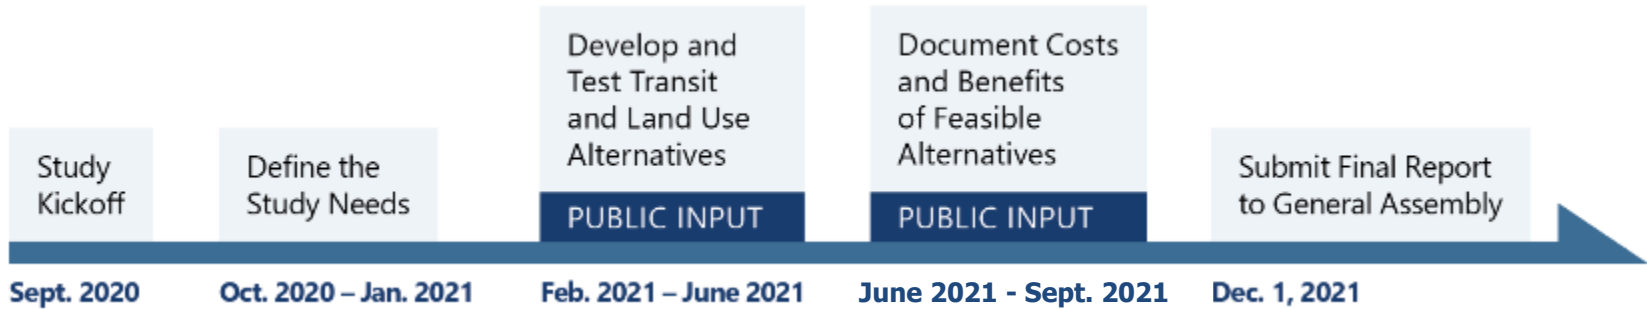 Study
Kickoff
Sept. 2020
Define the
Study Needs
Oct. 2020 – Jan. 2021
Develop and
Test Transit
and Land Use
Alternatives
PUBLIC INPUT
Feb. 2021 – June 2021
Document Costs
and Benefits
of Feasible
Alternatives
PUBLIC INPUT
June 2021 - Sept. 2021
Submit Final Report
to General Assembly
Dec. 1, 2021